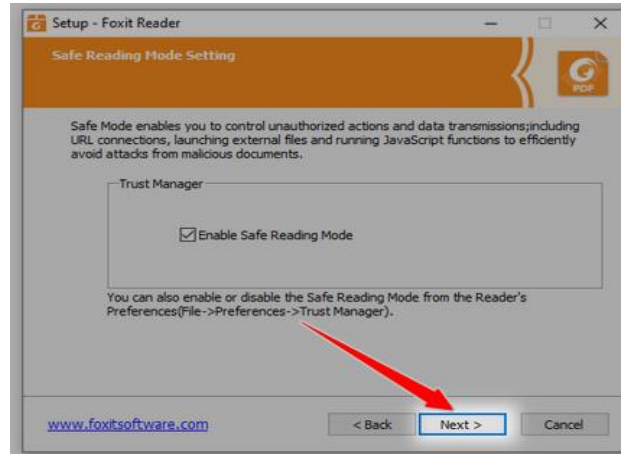 Setup - Foxit Reader
Safe Reading Mode Setting
PDF
Safe Mode enables you to control unauthorized actions and data transmissions;including
URL connections, launching external files and running JavaScript functions to efficiently
avoid attacks from malicious documents.
Trust Manager
Enable Safe Reading Mode
You can also enable or disable the Safe Reading Mode from the Reader's
Preferences(File->Preferences->Trust Manager).
www.foxitsoftware.com
< Back Next > Cancel